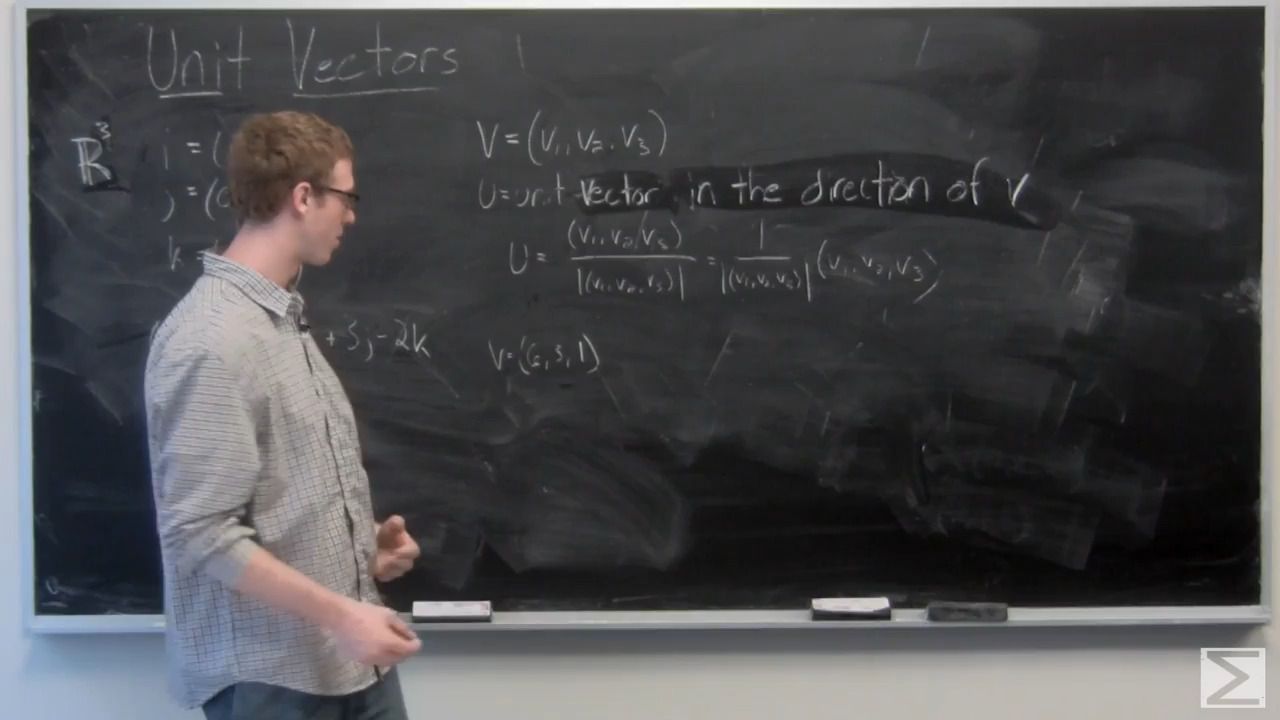 Unit Vectors
R³
i = (
j = (0
k =
+ 5j - 2k
V = (V₁, V₂, V₃)
U = unit vector in the direction of V
U = (V₁, V₂, V₃) / |(V₁, V₂, V₃)| = 1 / |(V₁, V₂, V₃)| (V₁, V₂, V₃)
V = (6, 3, 1)
Σ